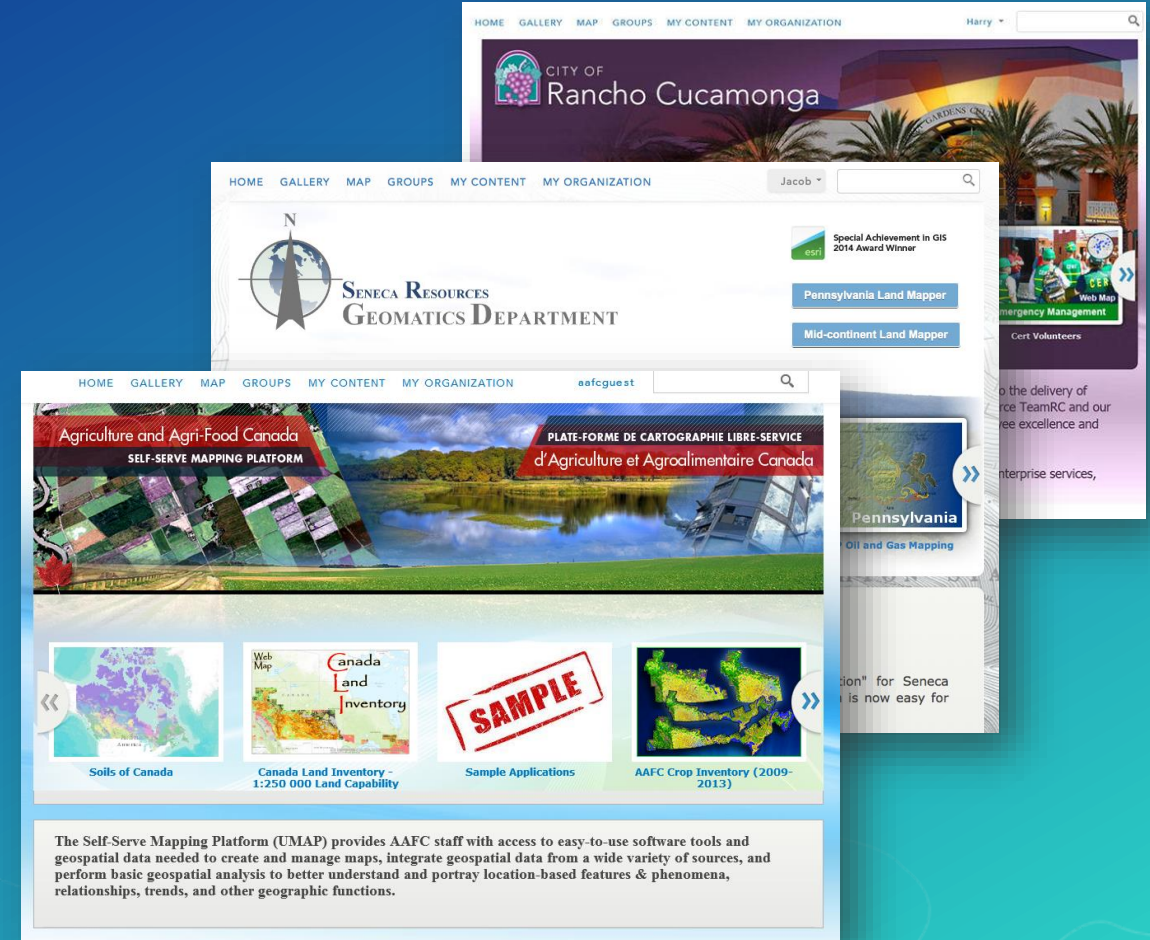 HOME GALLERY MAP GROUPS MY CONTENT MY ORGANIZATION Harry
CITY OF
Rancho Cucamonga
GARDENS
Web Map
mergency Management
Cert Volunteers
o the delivery of
rce TeamRC and our
yee excellence and
nterprise services,
HOME GALLERY MAP GROUPS MY CONTENT MY ORGANIZATION Jacob
N
SENECA RESOURCES
GEOMATICS DEPARTMENT
esri
Special Achievement in GIS
2014 Award Winner
Pennsylvania Land Mapper
Mid-continent Land Mapper
Pennsylvania
Oil and Gas Mapping
tion" for Seneca
is now easy for
HOME GALLERY MAP GROUPS MY CONTENT MY ORGANIZATION aafcguest
Agriculture and Agri-Food Canada
SELF-SERVE MAPPING PLATFORM
PLATE-FORME DE CARTOGRAPHIE LIBRE-SERVICE
d'Agriculture et Agroalimentaire Canada
North
America
Soils of Canada
Web
Map
Canada
Land
Inventory
CANADA
Canada Land Inventory -
1:250 000 Land Capability
SAMPLE
Sample Applications
AAFC Crop Inventory (2009-
2013)
The Self-Serve Mapping Platform (UMAP) provides AAFC staff with access to easy-to-use software tools and
geospatial data needed to create and manage maps, integrate geospatial data from a wide variety of sources, and
perform basic geospatial analysis to better understand and portray location-based features & phenomena,
relationships, trends, and other geographic functions.